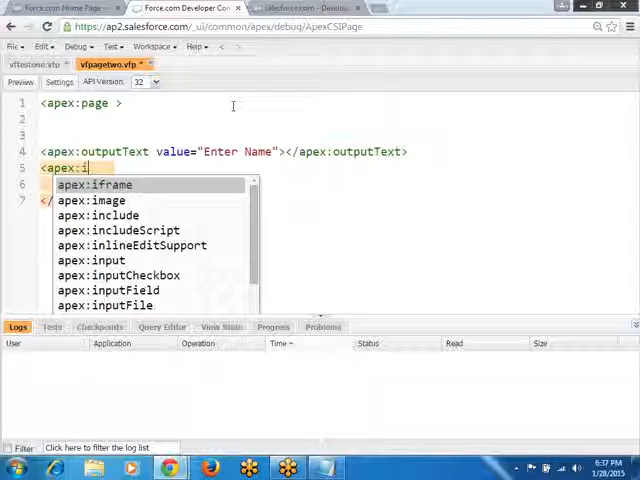 Force.com Home Page
Force.com Developer Co
salesforce.com - Develop
https://ap2.salesforce.com/_ui/common/apex/debug/ApexCSIPage
File Edit Debug Test Workspace Help < >
vftestone.vfp * vfpagetwo.vfp *
Preview Settings API Version: 32
1 <apex:page >
2
3
4 <apex:outputText value="Enter Name"></apex:outputText>
5 <apex:i
6 apex:iframe
7 </
apex:image
apex:include
apex:includeScript
apex:inlineEditSupport
apex:input
apex:inputCheckbox
apex:inputField
apex:inputFile
Logs Tests Checkpoints Query Editor View State Progress Problems
User Application Operation Time Status Read Size
Filter Click here to filter the log list
6:37 PM
1/28/2015